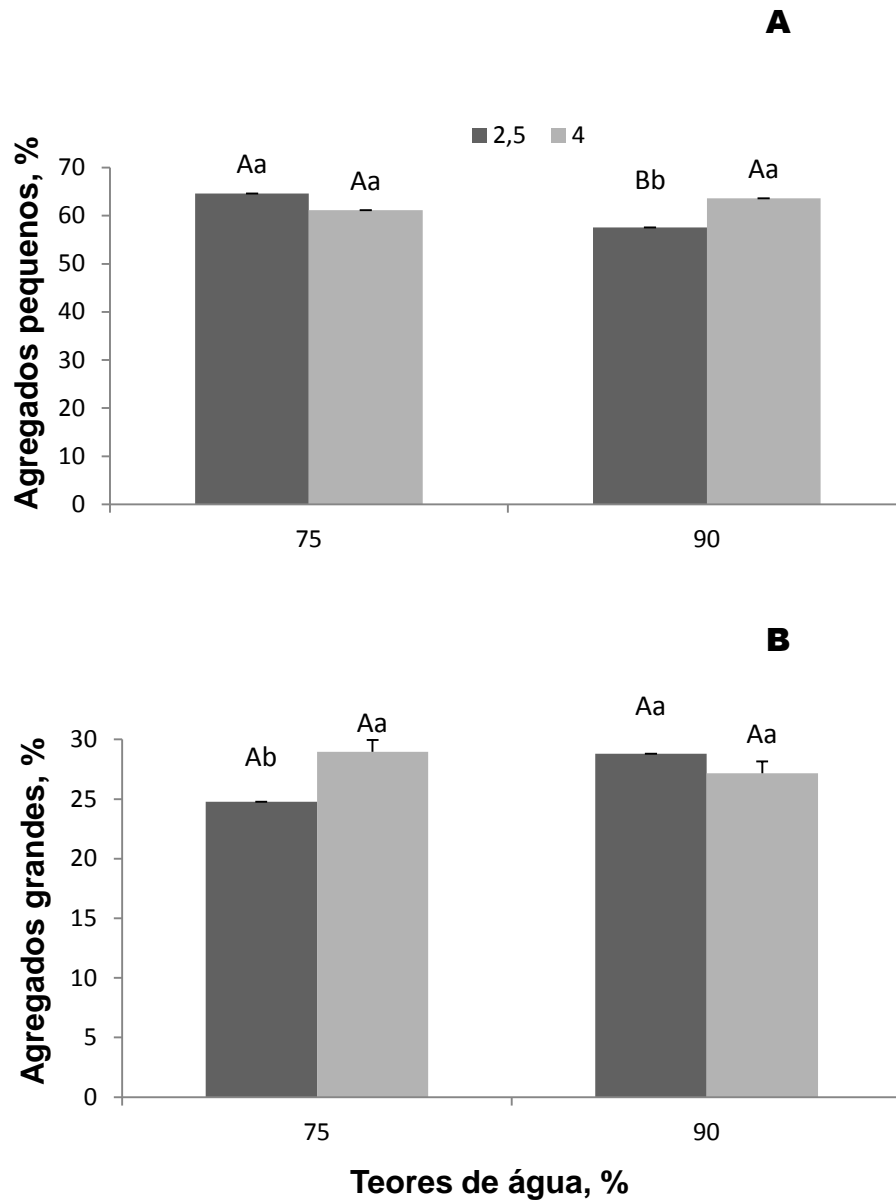 A
2,5 4
Agregados pequenos, %
70
60
50
40
30
20
10
0
Aa
Aa
Bb
Aa
75 90
B
Agregados grandes, %
30
25
20
15
10
5
0
Ab
Aa
Aa
Aa
75 90
Teores de água, %